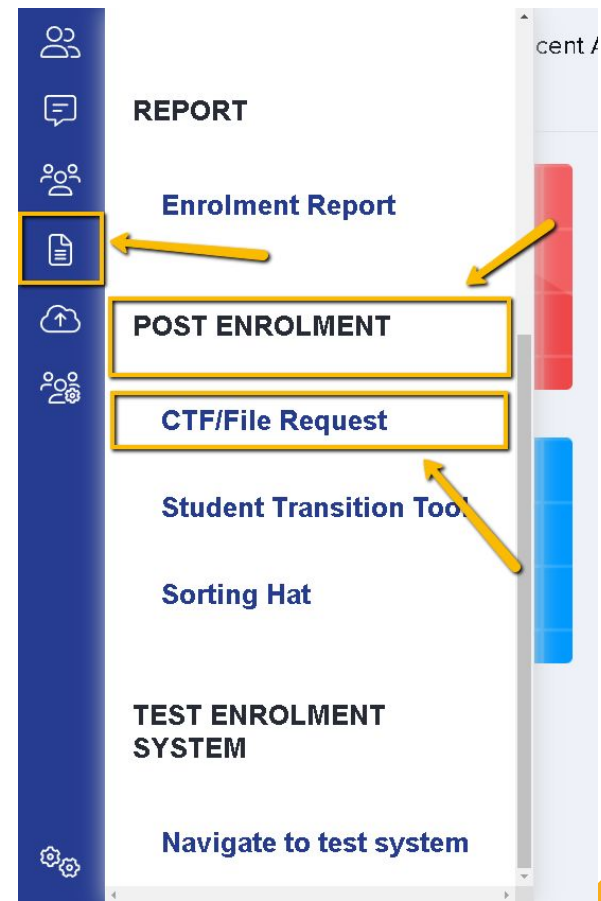 cent A
REPORT
Enrolment Report
POST ENROLMENT
CTF/File Request
Student Transition Tool
Sorting Hat
TEST ENROLMENT
SYSTEM
Navigate to test system